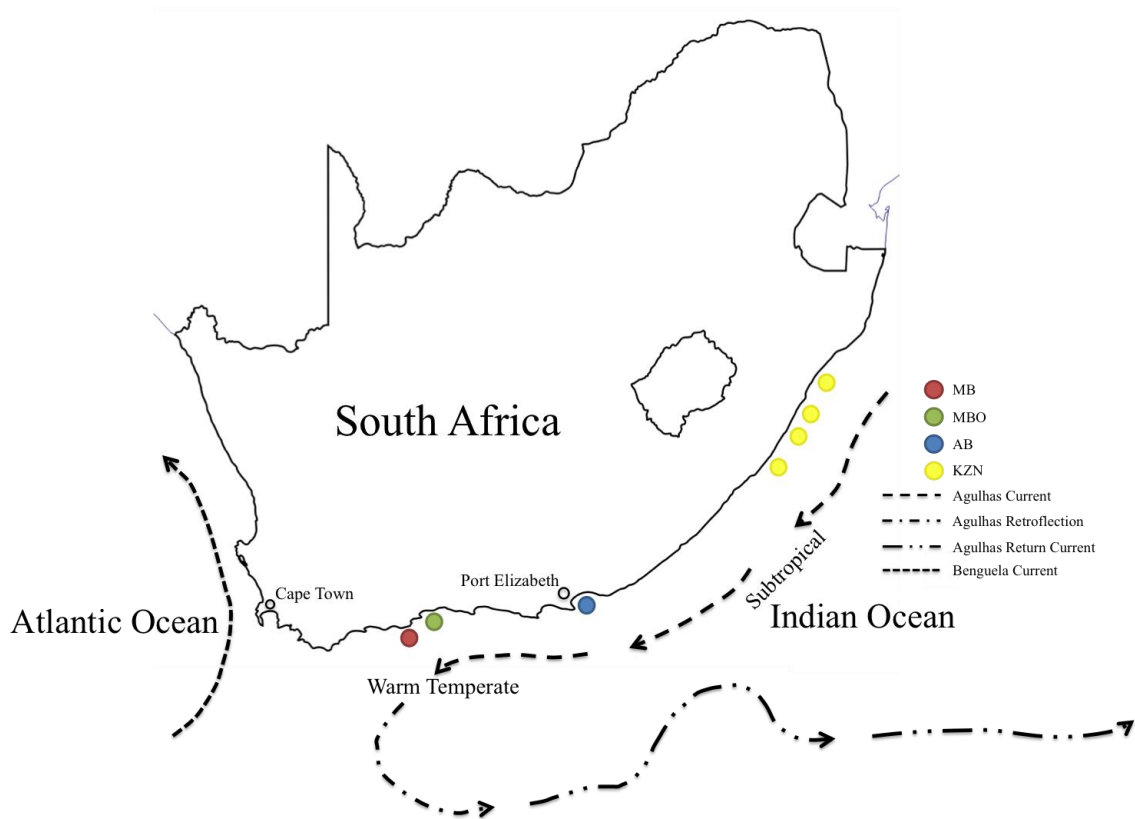 South Africa
MB
MBO
AB
KZN
Agulhas Current
Agulhas Retroflection
Agulhas Return Current
Benguela Current
Subtropical
Port Elizabeth
Cape Town
Atlantic Ocean
Indian Ocean
Warm Temperate